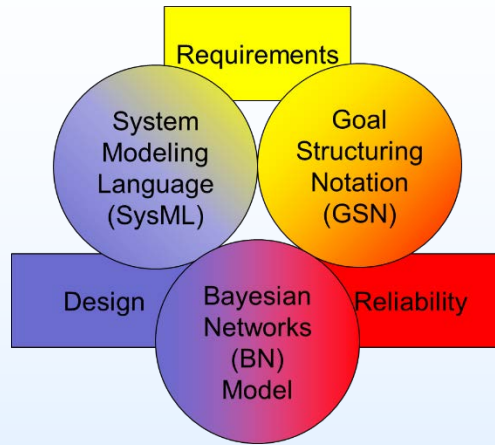 Requirements
System
Modeling
Language
(SysML)
Goal
Structuring
Notation
(GSN)
Design
Bayesian
Networks
(BN)
Model
Reliability